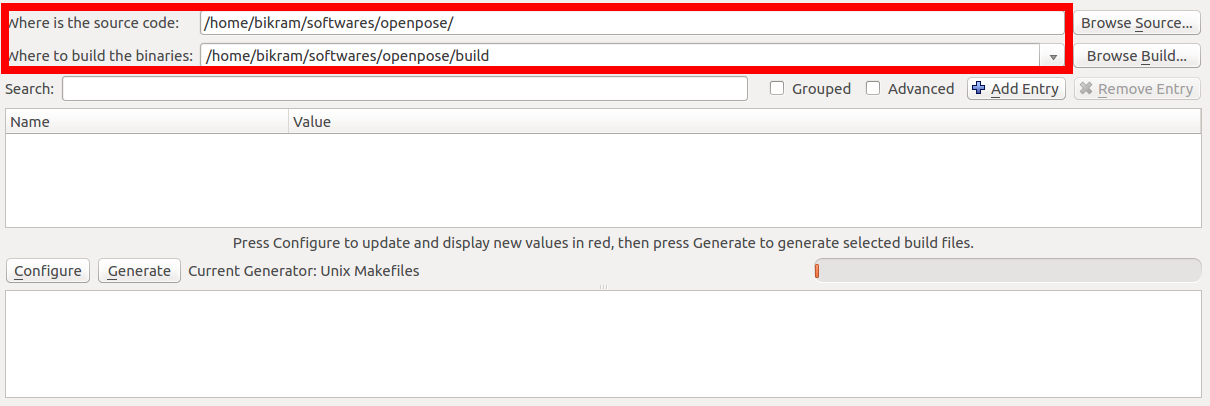 Where is the source code: /home/bikram/softwares/openpose/ Browse Source...
Where to build the binaries: /home/bikram/softwares/openpose/build Browse Build...
Search: Grouped Advanced Add Entry Remove Entry
Name Value
Press Configure to update and display new values in red, then press Generate to generate selected build files.
Configure Generate Current Generator: Unix Makefiles